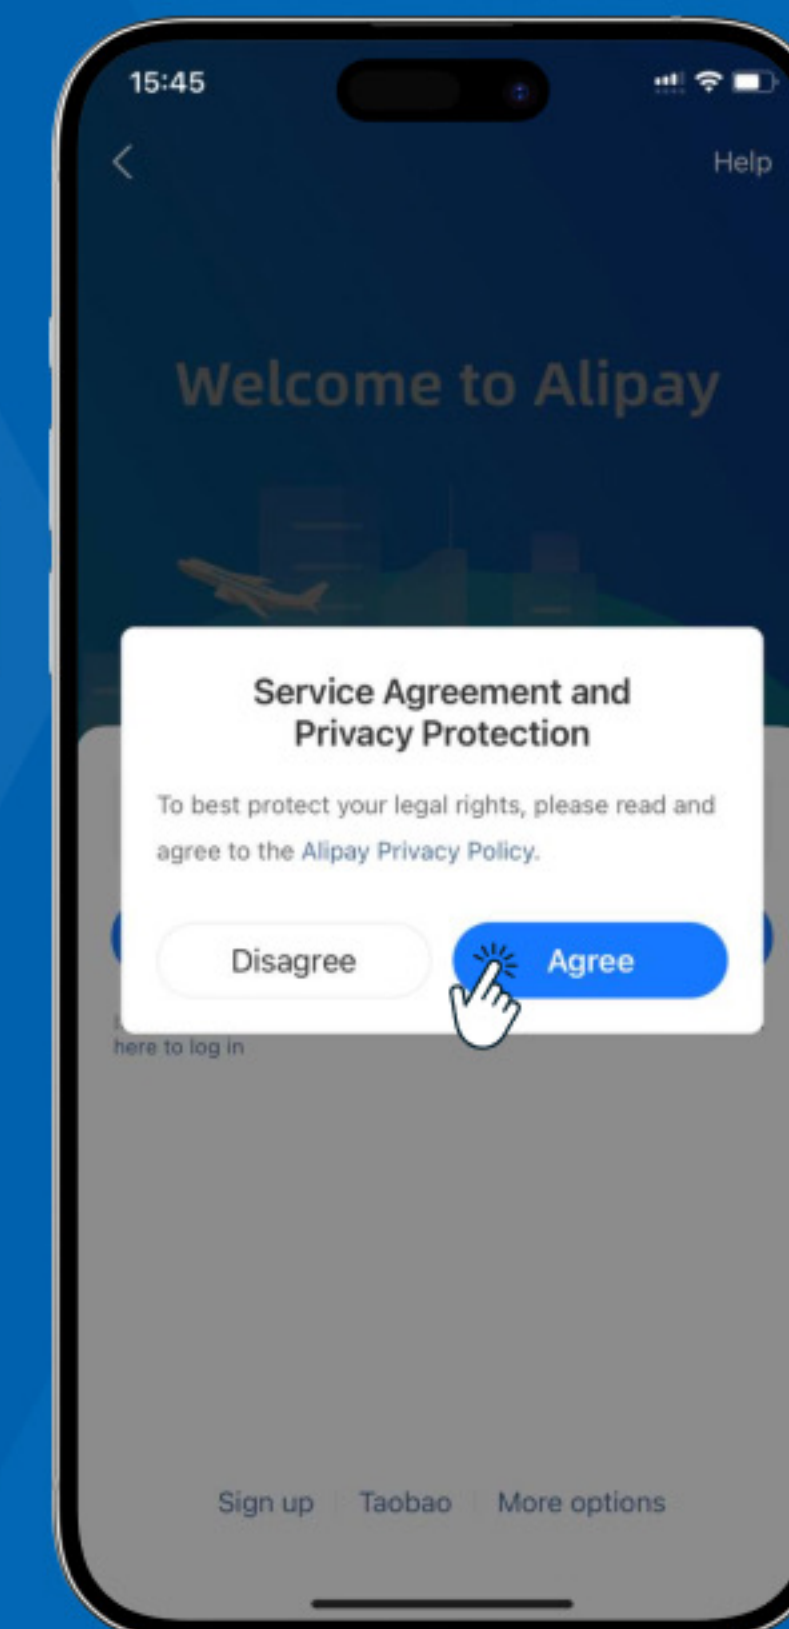 15:45
Help
Welcome to Alipay
Service Agreement and
Privacy Protection
To best protect your legal rights, please read and
agree to the Alipay Privacy Policy.
Disagree
Agree
here to log in
Sign up
Taobao
More options